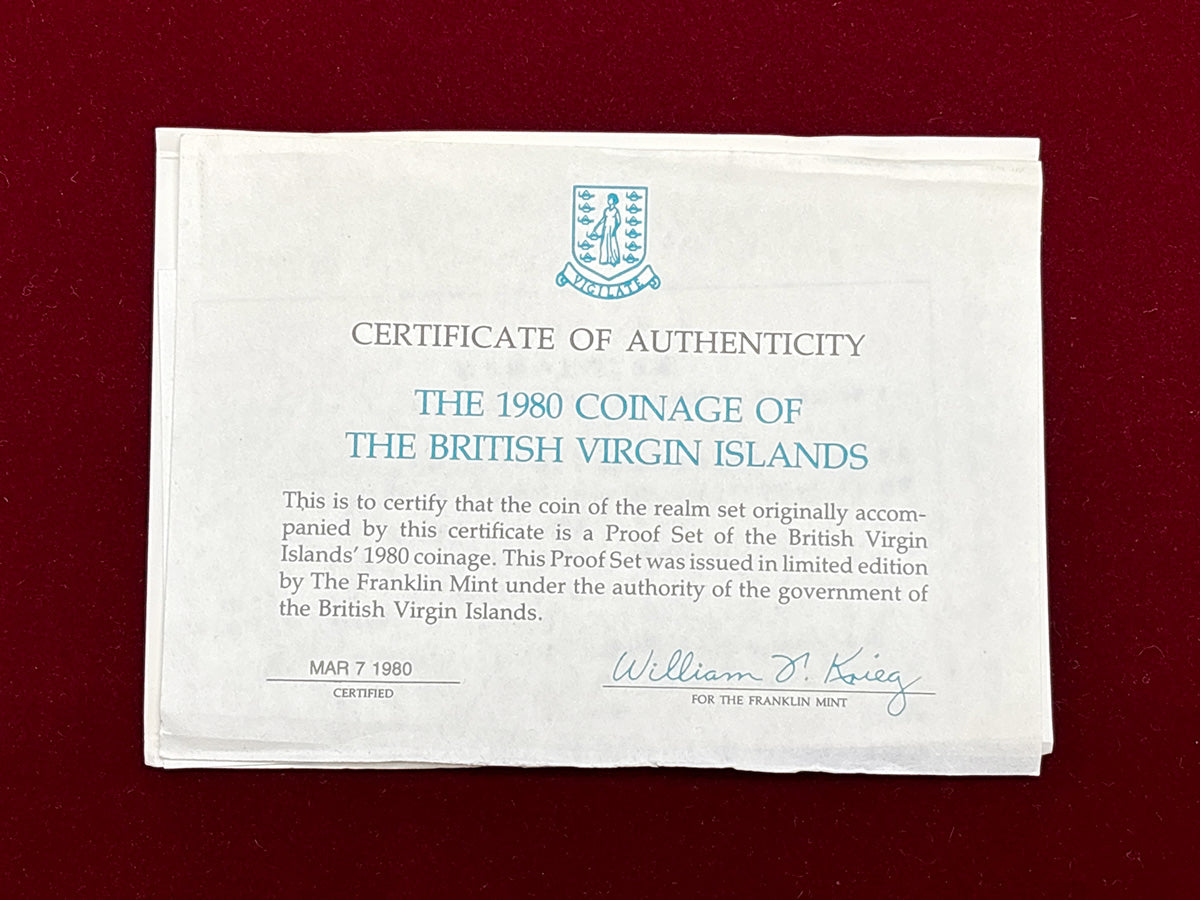 VIGILATE
CERTIFICATE OF AUTHENTICITY
THE 1980 COINAGE OF
THE BRITISH VIRGIN ISLANDS
This is to certify that the coin of the realm set originally accom-
panied by this certificate is a Proof Set of the British Virgin
Islands' 1980 coinage. This Proof Set was issued in limited edition
by The Franklin Mint under the authority of the government of
the British Virgin Islands.
MAR 7 1980
CERTIFIED
William T. Krieg
FOR THE FRANKLIN MINT